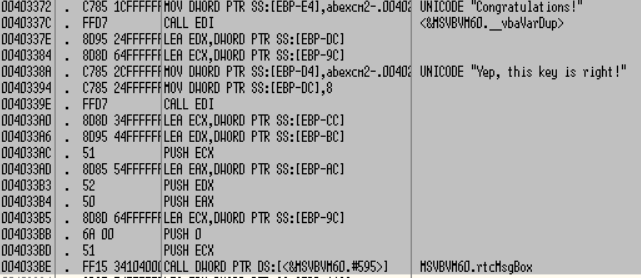 00403372 . C785 1CFFFFFF MOV DWORD PTR SS:[EBP-E4],abexcm2-.00402 UNICODE "Congratulations!"
0040337C . FFD7 CALL EDI <&MSVBVM60.__vbaVarDup>
0040337E . 8D95 24FFFFFF LEA EDX,DWORD PTR SS:[EBP-DC]
00403384 . 8D8D 64FFFFFF LEA ECX,DWORD PTR SS:[EBP-9C]
0040338A . C785 2CFFFFFF MOV DWORD PTR SS:[EBP-D4],abexcm2-.00402 UNICODE "Yep, this key is right!"
00403394 . C785 24FFFFFF MOV DWORD PTR SS:[EBP-DC],8
0040339E . FFD7 CALL EDI
004033A0 . 8D8D 34FFFFFF LEA ECX,DWORD PTR SS:[EBP-CC]
004033A6 . 8D95 44FFFFFF LEA EDX,DWORD PTR SS:[EBP-BC]
004033AC . 51 PUSH ECX
004033AD . 8D85 54FFFFFF LEA EAX,DWORD PTR SS:[EBP-AC]
004033B3 . 52 PUSH EDX
004033B4 . 50 PUSH EAX
004033B5 . 8D8D 64FFFFFF LEA ECX,DWORD PTR SS:[EBP-9C]
004033BB . 6A 00 PUSH 0
004033BD . 51 PUSH ECX
004033BE . FF15 34104000 CALL DWORD PTR DS:[<&MSVBVM60.#595>] MSVBVM60.rtcMsgBox